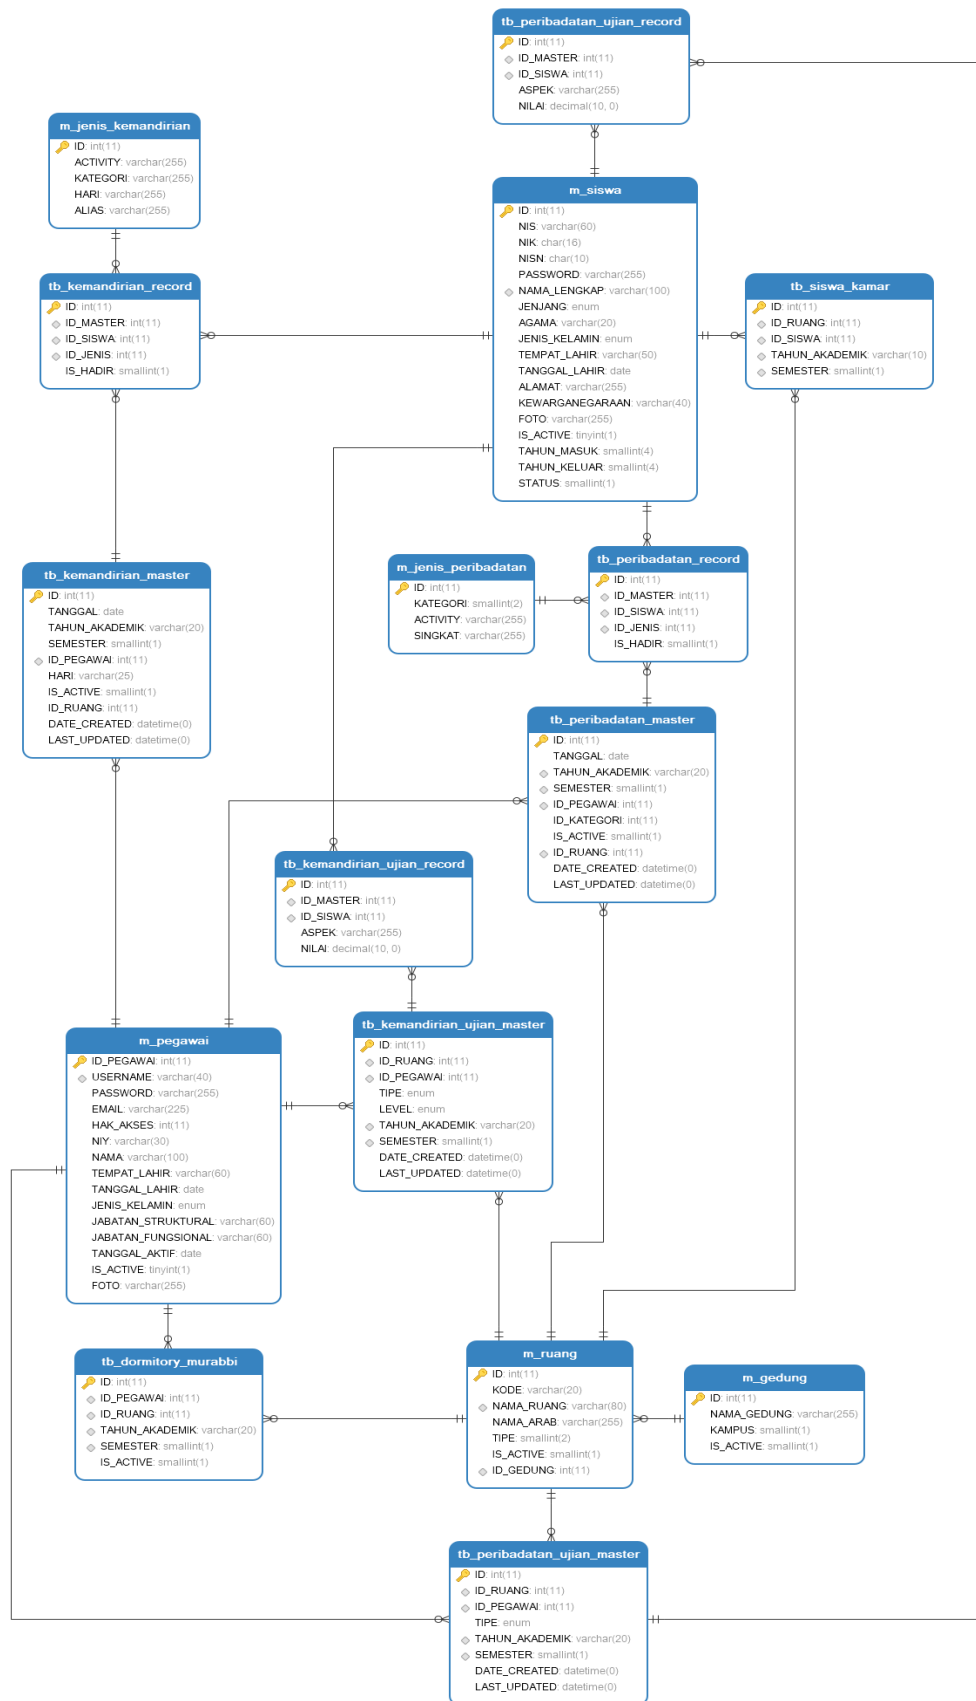 tb_peribadatan_ujian_record
ID: int(11)
ID_MASTER: int(11)
ID_SISWA: int(11)
ASPEK: varchar(255)
NILAI: decimal(10, 0)
m_jenis_kemandirian
ID: int(11)
ACTIVITY: varchar(255)
KATEGORI: varchar(255)
HARI: varchar(255)
ALIAS: varchar(255)
m_siswa
ID: int(11)
NIS: varchar(60)
NIK: char(16)
NISN: char(10)
PASSWORD: varchar(255)
NAMA_LENGKAP: varchar(100)
JENJANG: enum
AGAMA: varchar(20)
JENIS_KELAMIN: enum
TEMPAT_LAHIR: varchar(50)
TANGGAL_LAHIR: date
ALAMAT: varchar(255)
KEWARGANEGARAAN: varchar(40)
FOTO: varchar(255)
IS_ACTIVE: tinyint(1)
TAHUN_MASUK: smallint(4)
TAHUN_KELUAR: smallint(4)
STATUS: smallint(1)
tb_kemandirian_record
ID: int(11)
ID_MASTER: int(11)
ID_SISWA: int(11)
ID_JENIS: int(11)
IS_HADIR: smallint(1)
tb_siswa_kamar
ID: int(11)
ID_RUANG: int(11)
ID_SISWA: int(11)
TAHUN_AKADEMIK: varchar(10)
SEMESTER: smallint(1)
tb_kemandirian_master
ID: int(11)
TANGGAL: date
TAHUN_AKADEMIK: varchar(20)
SEMESTER: smallint(1)
ID_PEGAWAI: int(11)
HARI: varchar(25)
IS_ACTIVE: smallint(1)
ID_RUANG: int(11)
DATE_CREATED: datetime(0)
LAST_UPDATED: datetime(0)
m_jenis_peribadatan
ID: int(11)
KATEGORI: smallint(2)
ACTIVITY: varchar(255)
SINGKAT: varchar(255)
tb_peribadatan_record
ID: int(11)
ID_MASTER: int(11)
ID_SISWA: int(11)
ID_JENIS: int(11)
IS_HADIR: smallint(1)
tb_peribadatan_master
ID: int(11)
TANGGAL: date
TAHUN_AKADEMIK: varchar(20)
SEMESTER: smallint(1)
ID_PEGAWAI: int(11)
ID_KATEGORI: int(11)
IS_ACTIVE: smallint(1)
ID_RUANG: int(11)
DATE_CREATED: datetime(0)
LAST_UPDATED: datetime(0)
tb_kemandirian_ujian_record
ID: int(11)
ID_MASTER: int(11)
ID_SISWA: int(11)
ASPEK: varchar(255)
NILAI: decimal(10, 0)
tb_kemandirian_ujian_master
ID: int(11)
ID_RUANG: int(11)
ID_PEGAWAI: int(11)
TIPE: enum
LEVEL: enum
TAHUN_AKADEMIK: varchar(20)
SEMESTER: smallint(1)
DATE_CREATED: datetime(0)
LAST_UPDATED: datetime(0)
m_pegawai
ID_PEGAWAI: int(11)
USERNAME: varchar(40)
PASSWORD: varchar(255)
EMAIL: varchar(225)
HAK_AKSES: int(11)
NIY: varchar(30)
NAMA: varchar(100)
TEMPAT_LAHIR: varchar(60)
TANGGAL_LAHIR: date
JENIS_KELAMIN: enum
JABATAN_STRUKTURAL: varchar(60)
JABATAN_FUNGSIONAL: varchar(60)
TANGGAL_AKTIF: date
IS_ACTIVE: tinyint(1)
FOTO: varchar(255)
tb_dormitory_murabbi
ID: int(11)
ID_PEGAWAI: int(11)
ID_RUANG: int(11)
TAHUN_AKADEMIK: varchar(20)
SEMESTER: smallint(1)
IS_ACTIVE: smallint(1)
m_ruang
ID: int(11)
KODE: varchar(20)
NAMA_RUANG: varchar(80)
NAMA_ARAB: varchar(255)
TIPE: smallint(2)
IS_ACTIVE: smallint(1)
ID_GEDUNG: int(11)
m_gedung
ID: int(11)
NAMA_GEDUNG: varchar(255)
KAMPUS: smallint(1)
IS_ACTIVE: smallint(1)
tb_peribadatan_ujian_master
ID: int(11)
ID_RUANG: int(11)
ID_PEGAWAI: int(11)
TIPE: enum
TAHUN_AKADEMIK: varchar(20)
SEMESTER: smallint(1)
DATE_CREATED: datetime(0)
LAST_UPDATED: datetime(0)